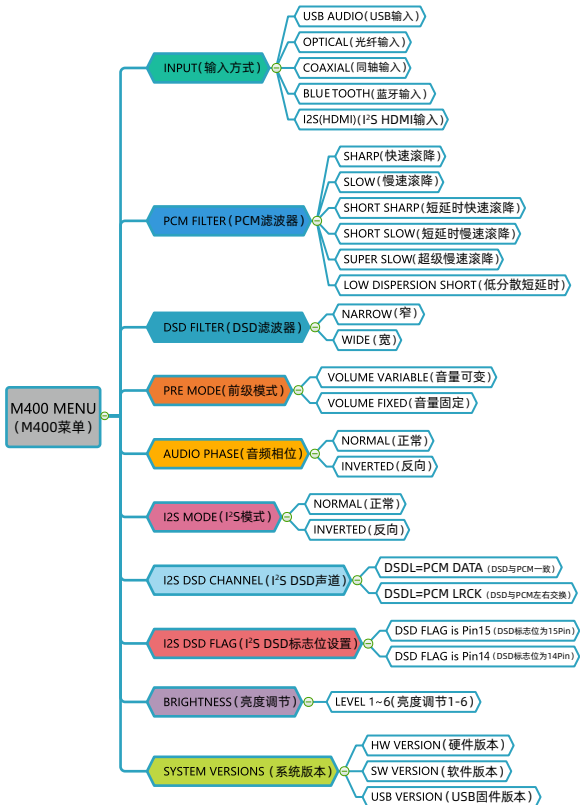 M400 MENU
(M400菜单)
INPUT(输入方式)
USB AUDIO(USB输入)
OPTICAL(光纤输入)
COAXIAL(同轴输入)
BLUE TOOTH(蓝牙输入)
I2S(HDMI)(I²S HDMI输入)
PCM FILTER(PCM滤波器)
SHARP(快速滚降)
SLOW(慢速滚降)
SHORT SHARP(短延时快速滚降)
SHORT SLOW(短延时慢速滚降)
SUPER SLOW(超级慢速滚降)
LOW DISPERSION SHORT(低分散短延时)
DSD FILTER(DSD滤波器)
NARROW(窄)
WIDE(宽)
PRE MODE(前级模式)
VOLUME VARIABLE(音量可变)
VOLUME FIXED(音量固定)
AUDIO PHASE(音频相位)
NORMAL(正常)
INVERTED(反向)
I2S MODE(I²S模式)
NORMAL(正常)
INVERTED(反向)
I2S DSD CHANNEL(I²S DSD声道)
DSDL=PCM DATA (DSD与PCM一致)
DSDL=PCM LRCK (DSD与PCM左右交换)
I2S DSD FLAG(I²S DSD标志位设置)
DSD FLAG is Pin15 (DSD标志位为15Pin)
DSD FLAG is Pin14 (DSD标志位为14Pin)
BRIGHTNESS(亮度调节)
LEVEL 1~6(亮度调节1-6)
SYSTEM VERSIONS (系统版本)
HW VERSION(硬件版本)
SW VERSION(软件版本)
USB VERSION(USB固件版本)